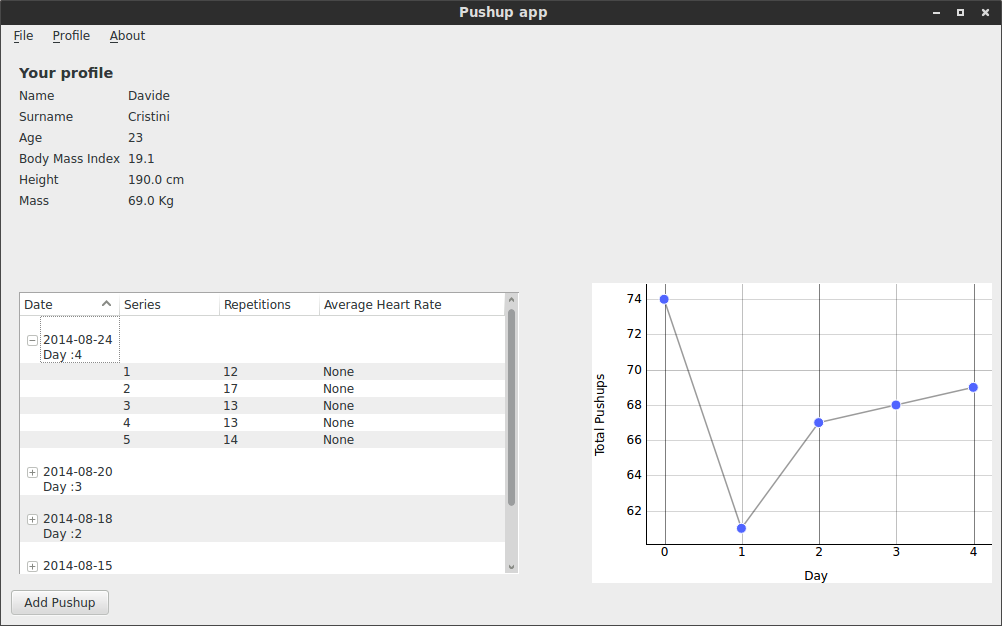 Pushup app
File Profile About
Your profile
Name Davide
Surname Cristini
Age 23
Body Mass Index 19.1
Height 190.0 cm
Mass 69.0 Kg
Date Series Repetitions Average Heart Rate
2014-08-24
Day :4
1 12 None
2 17 None
3 13 None
4 13 None
5 14 None
2014-08-20
Day :3
2014-08-18
Day :2
2014-08-15
Add Pushup
74
72
70
68
66
64
62
Total Pushups
0 1 2 3 4
Day